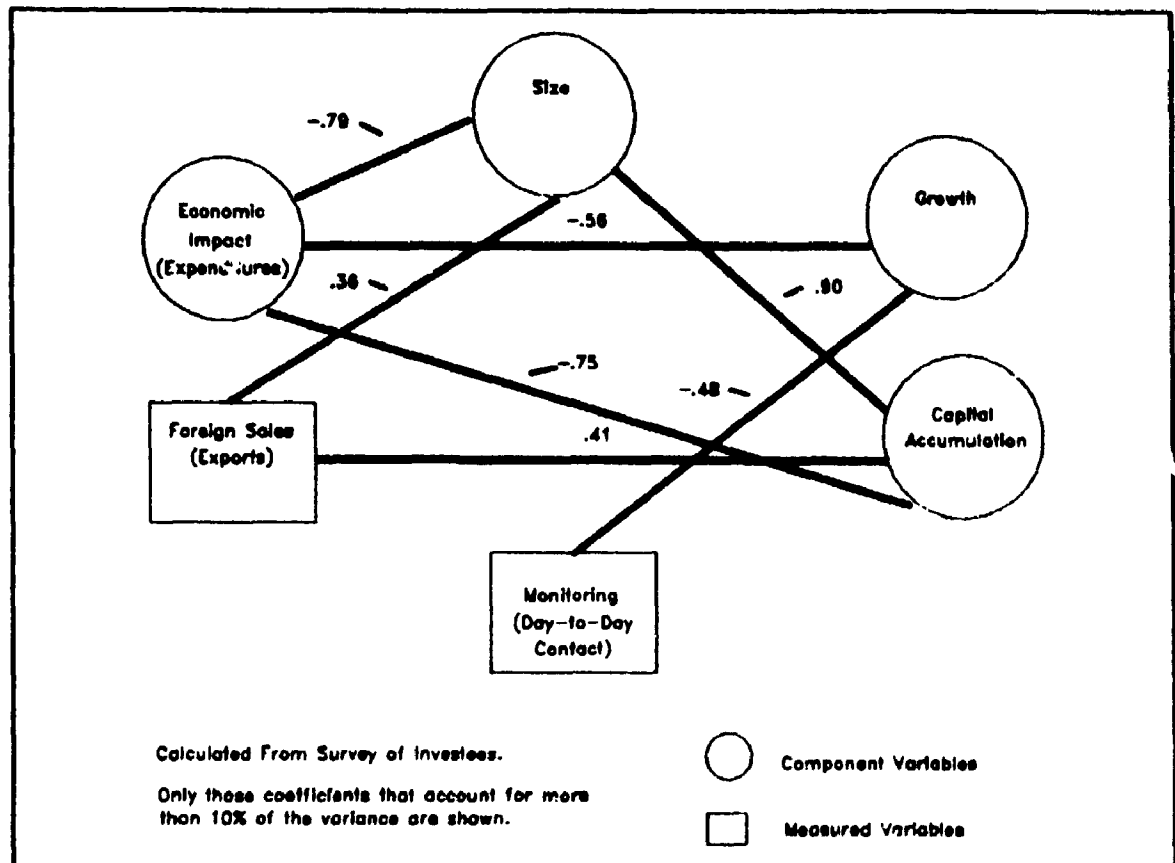 Size
-.79
Economic
Impact
(Expenditures)
-.56
Growth
.36
.90
-.75
-.48
Foreign Sales
(Exports)
.41
Capital
Accumulation
Monitoring
(Day-to-Day
Contact)
Calculated From Survey of Investees.
Only those coefficients that account for more
than 10% of the variance are shown.
Component Variables
Measured Variables